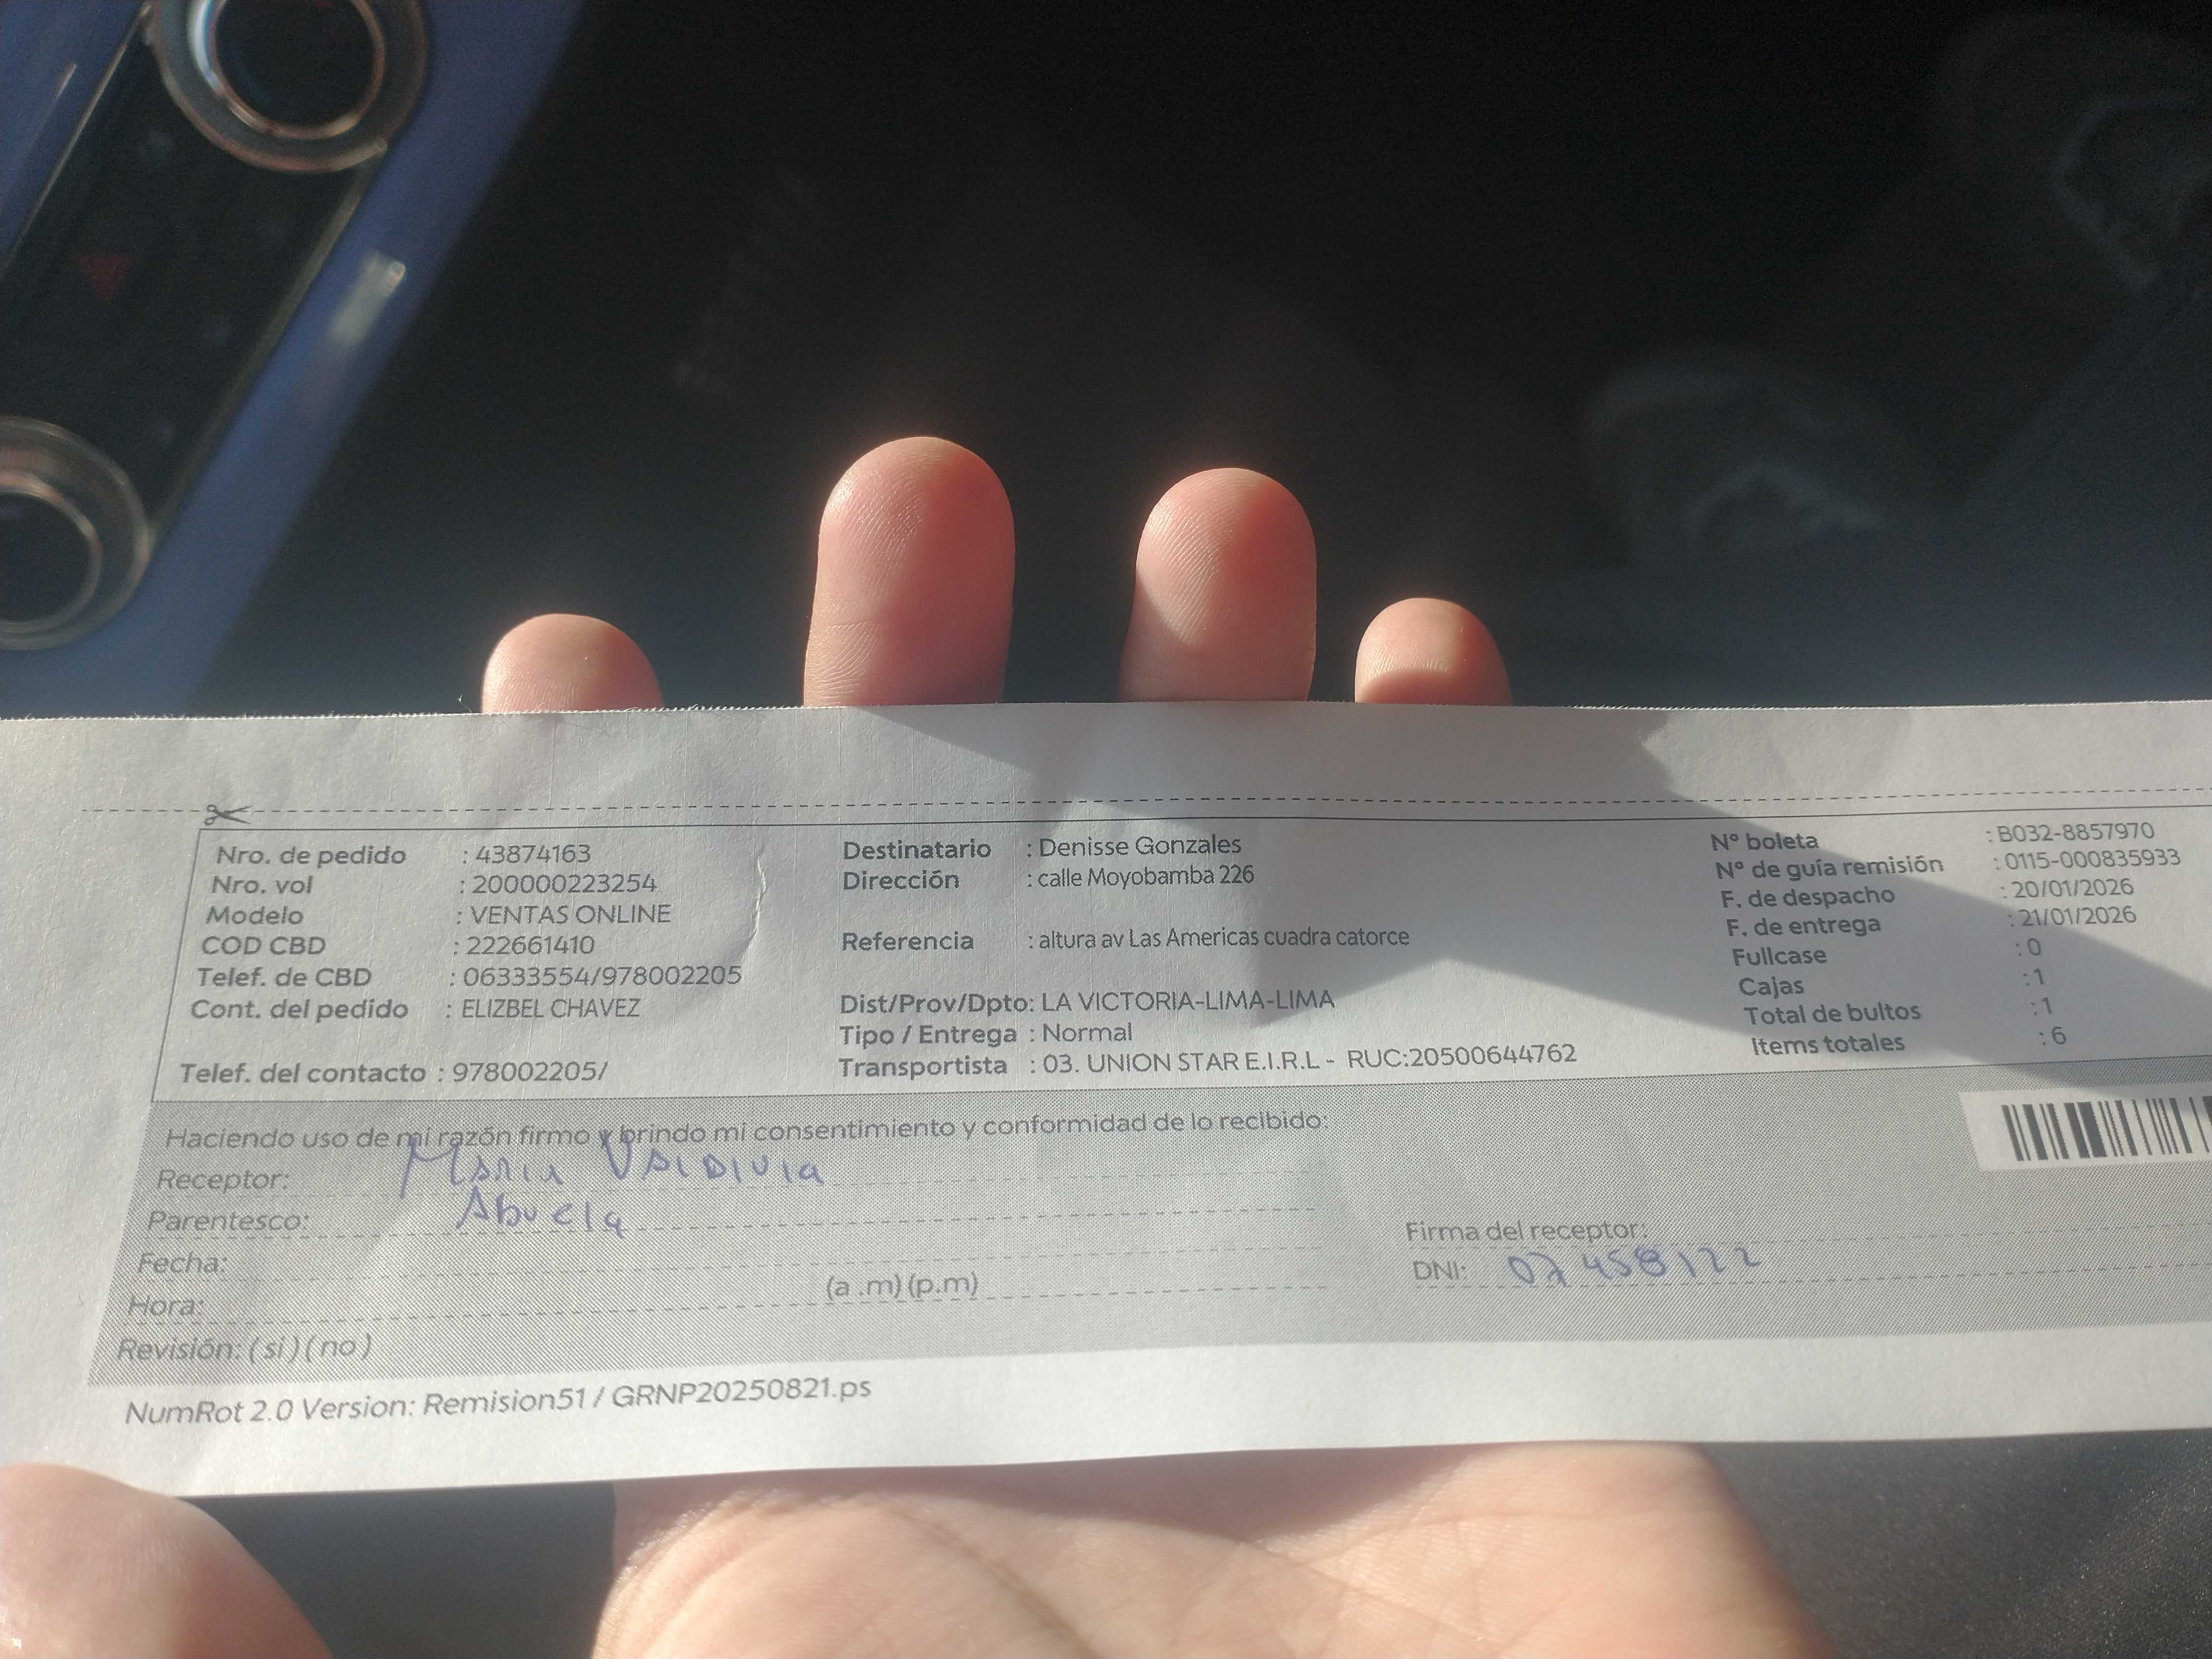 Nro. de pedido : 43874163
Nro. vol : 200000223254
Modelo : VENTAS ONLINE
COD CBD : 222661410
Telef. de CBD : 06333554/978002205
Cont. del pedido : ELIZBEL CHAVEZ
Telef. del contacto : 978002205/
Destinatario : Denisse Gonzales
Dirección : calle Moyobamba 226
Referencia : altura av Las Americas cuadra catorce
Dist/Prov/Dpto: LA VICTORIA-LIMA-LIMA
Tipo / Entrega : Normal
Transportista : 03. UNION STAR E.I.R.L - RUC:20500644762
N° boleta : B032-8857970
N° de guía remisión : 0115-000835933
F. de despacho : 20/01/2026
F. de entrega : 21/01/2026
Fullcase : 0
Cajas : 1
Total de bultos : 1
Items totales : 6
Haciendo uso de mi razón firmo y brindo mi consentimiento y conformidad de lo recibido:
Receptor: Maria Valdivia
Parentesco: Abuela
Fecha:
Hora: (a .m) (p.m)
Revisión: ( si ) ( no )
Firma del receptor:
DNI: 07458122
NumRot 2.0 Version: Remision51 / GRNP20250821.ps